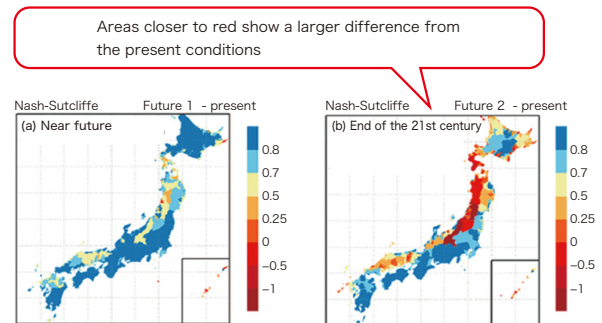 Areas closer to red show a larger difference from
the present conditions
Nash-Sutcliffe Future 1 - present
(a) Near future
0.8
0.7
0.5
0.25
0
−0.5
−1
Nash-Sutcliffe Future 2 - present
(b) End of the 21st century
0.8
0.7
0.5
0.25
0
−0.5
−1